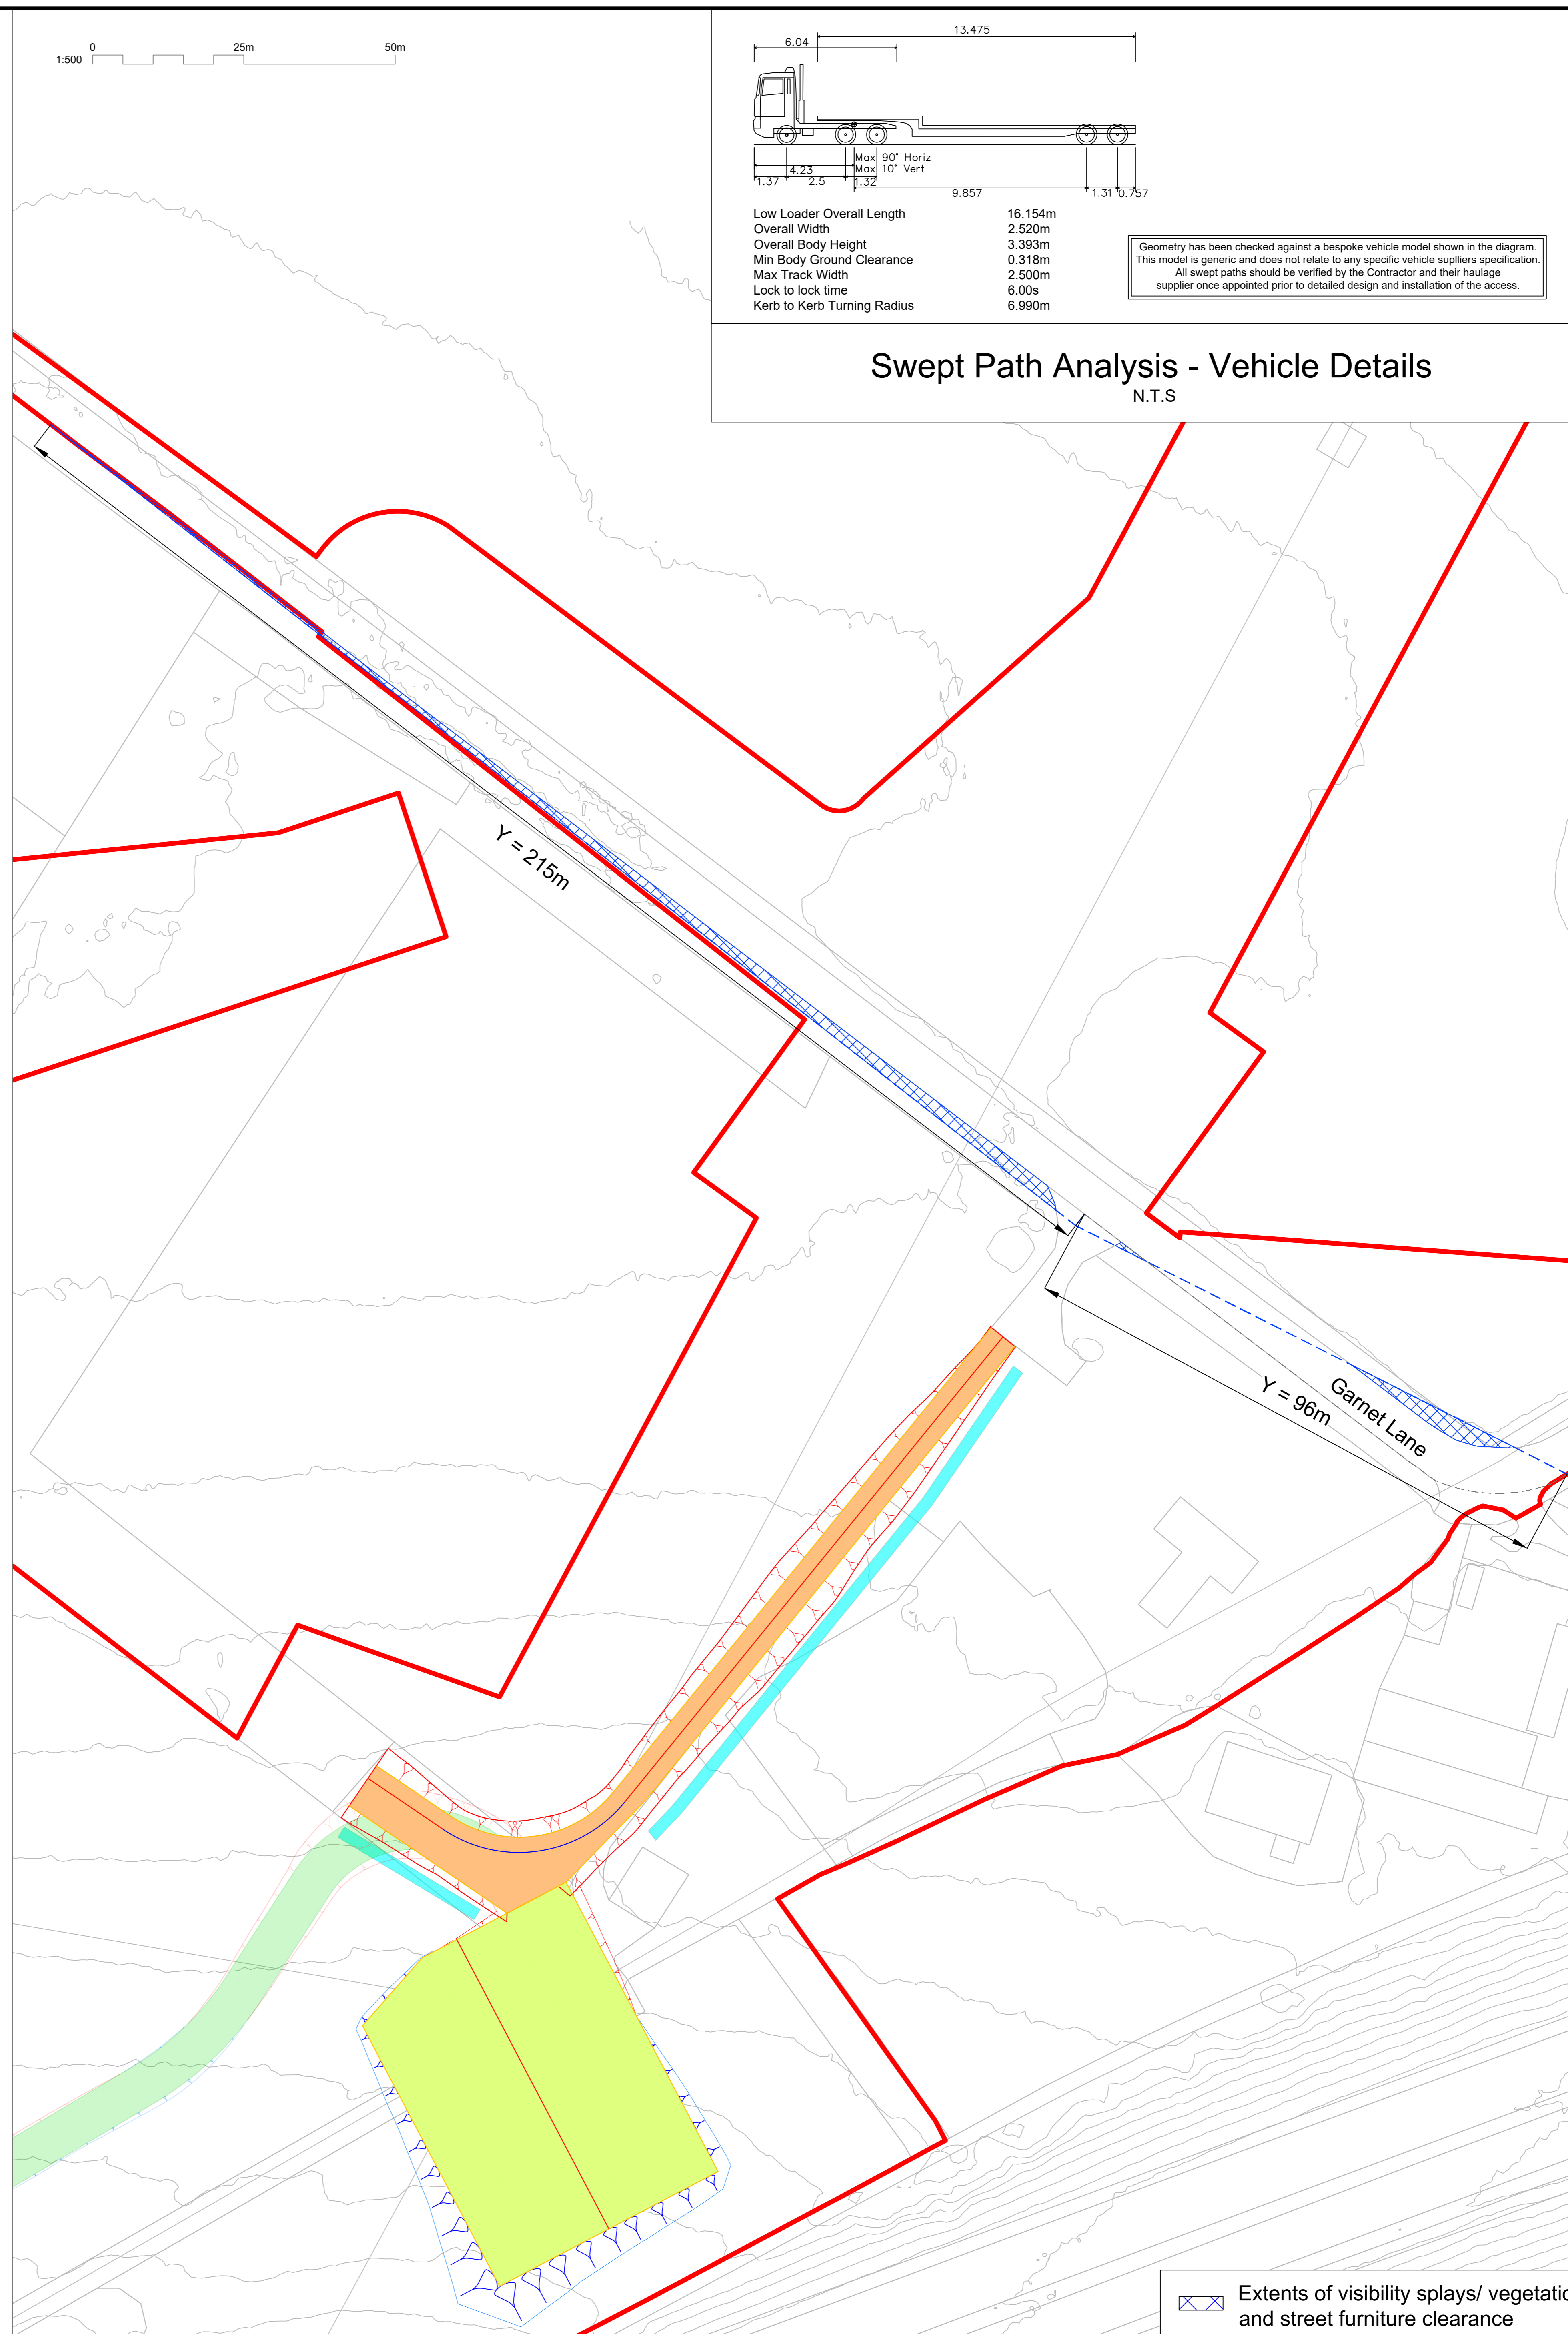 0 25m 50m
1:500
13.475
6.04
Max 90° Horiz
Max 10° Vert
4.23
1.37 2.5 1.32
9.857 1.31 0.757
Low Loader Overall Length 16.154m
Overall Width 2.520m
Overall Body Height 3.393m
Min Body Ground Clearance 0.318m
Max Track Width 2.500m
Lock to lock time 6.00s
Kerb to Kerb Turning Radius 6.990m
Geometry has been checked against a bespoke vehicle model shown in the diagram.
This model is generic and does not relate to any specific vehicle suplliers specification.
All swept paths should be verified by the Contractor and their haulage
supplier once appointed prior to detailed design and installation of the access.
Swept Path Analysis - Vehicle Details
N.T.S
Y = 215m
Y = 96m
Garnet Lane
Extents of visibility splays/ vegetatio
and street furniture clearance